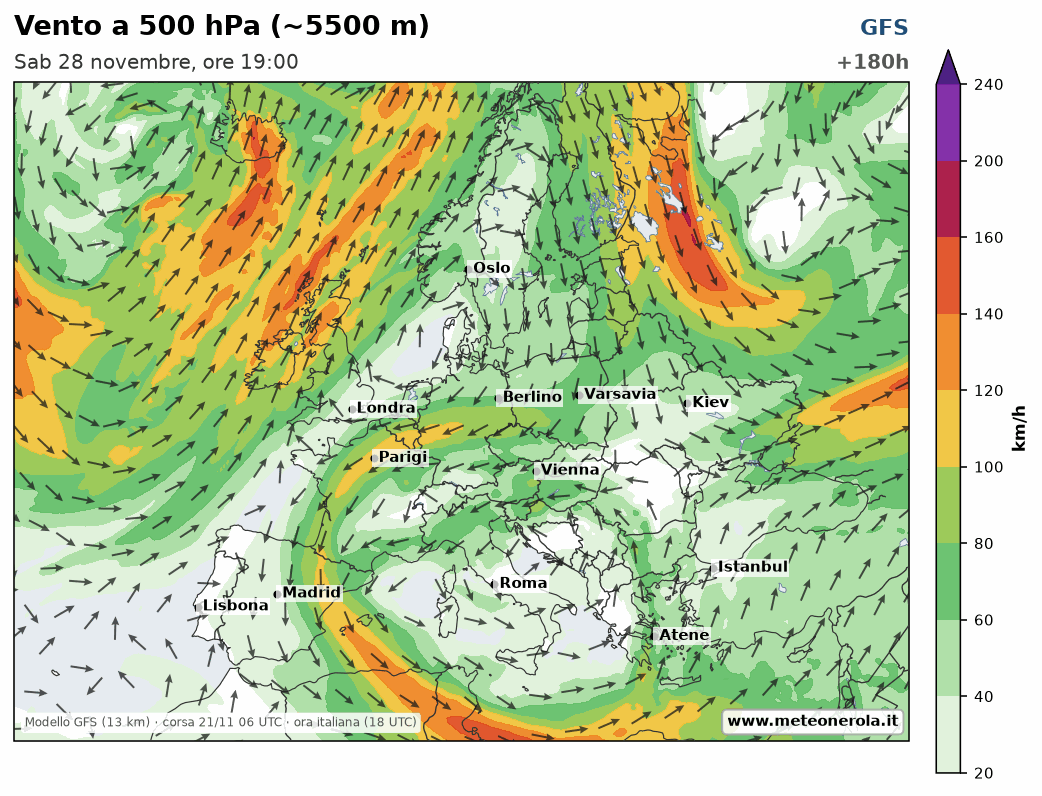 Vento a 500 hPa (~5500 m)
GFS
Sab 28 novembre, ore 19:00
+180h
240
200
160
140
120
100
80
60
40
20
km/h
Oslo
Londra
Berlino
Varsavia
Kiev
Parigi
Vienna
Istanbul
Roma
Madrid
Lisbona
Atene
Modello GFS (13 km) · corsa 21/11 06 UTC · ora italiana (18 UTC)
www.meteonerola.it